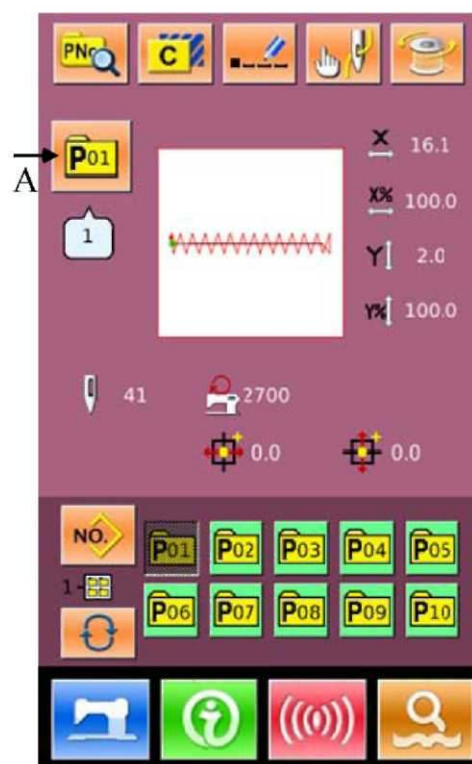 PNo.
C
A
P01
1
X 16.1
X% 100.0
Y 2.0
Y% 100.0
41 2700
0.0 0.0
NO.
P01 P02 P03 P04 P05
1-
P06 P07 P08 P09 P10